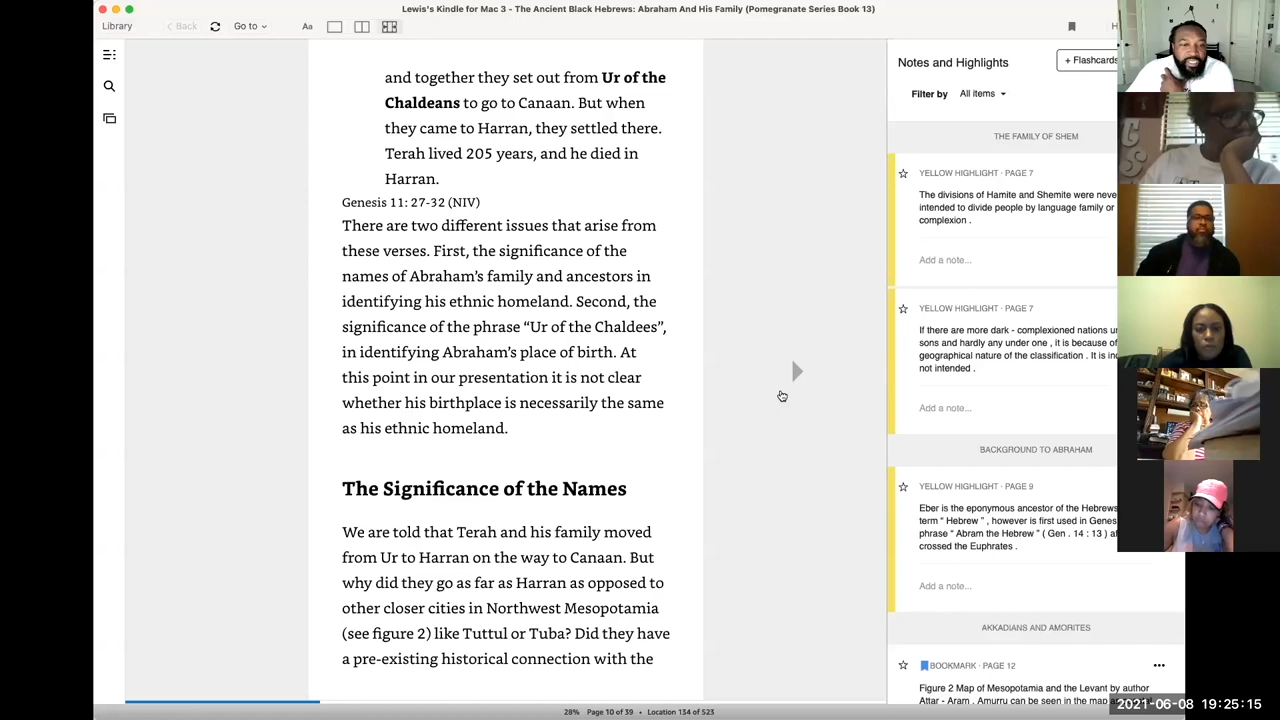 Lewis's Kindle for Mac 3 - The Ancient Black Hebrews: Abraham And His Family (Pomegranate Series Book 13)
Library
Back
Go to
Aa
and together they set out from Ur of the
Chaldeans to go to Canaan. But when
they came to Harran, they settled there.
Terah lived 205 years, and he died in
Harran.
Genesis 11: 27-32 (NIV)
There are two different issues that arise from
these verses. First, the significance of the
names of Abraham's family and ancestors in
identifying his ethnic homeland. Second, the
significance of the phrase “Ur of the Chaldees”,
in identifying Abraham's place of birth. At
this point in our presentation it is not clear
whether his birthplace is necessarily the same
as his ethnic homeland.
The Significance of the Names
We are told that Terah and his family moved
from Ur to Harran on the way to Canaan. But
why did they go as far as Harran as opposed to
other closer cities in Northwest Mesopotamia
(see figure 2) like Tuttul or Tuba? Did they have
a pre-existing historical connection with the
28% Page 10 of 39 • Location 134 of 523
Notes and Highlights
+ Flashcards
Filter by All items
THE FAMILY OF SHEM
YELLOW HIGHLIGHT · PAGE 7
The divisions of Hamite and Shemite were neve
intended to divide people by language family or
complexion .
Add a note...
YELLOW HIGHLIGHT · PAGE 7
If there are more dark - complexioned nations
sons and hardly any under one , it is because of
geographical nature of the classification . It is
not intended .
Add a note...
BACKGROUND TO ABRAHAM
YELLOW HIGHLIGHT · PAGE 9
Eber is the eponymous ancestor of the Hebrews
term “ Hebrew ” , however is first used in Genes
phrase “ Abram the Hebrew ” ( Gen . 14 : 13 )
crossed the Euphrates .
Add a note...
AKKADIANS AND AMORITES
BOOKMARK · PAGE 12
Figure 2 Map of Mesopotamia and the Levant by author
Attar - Aram . Amurru can be seen in the map
2021-06-08 19:25:15